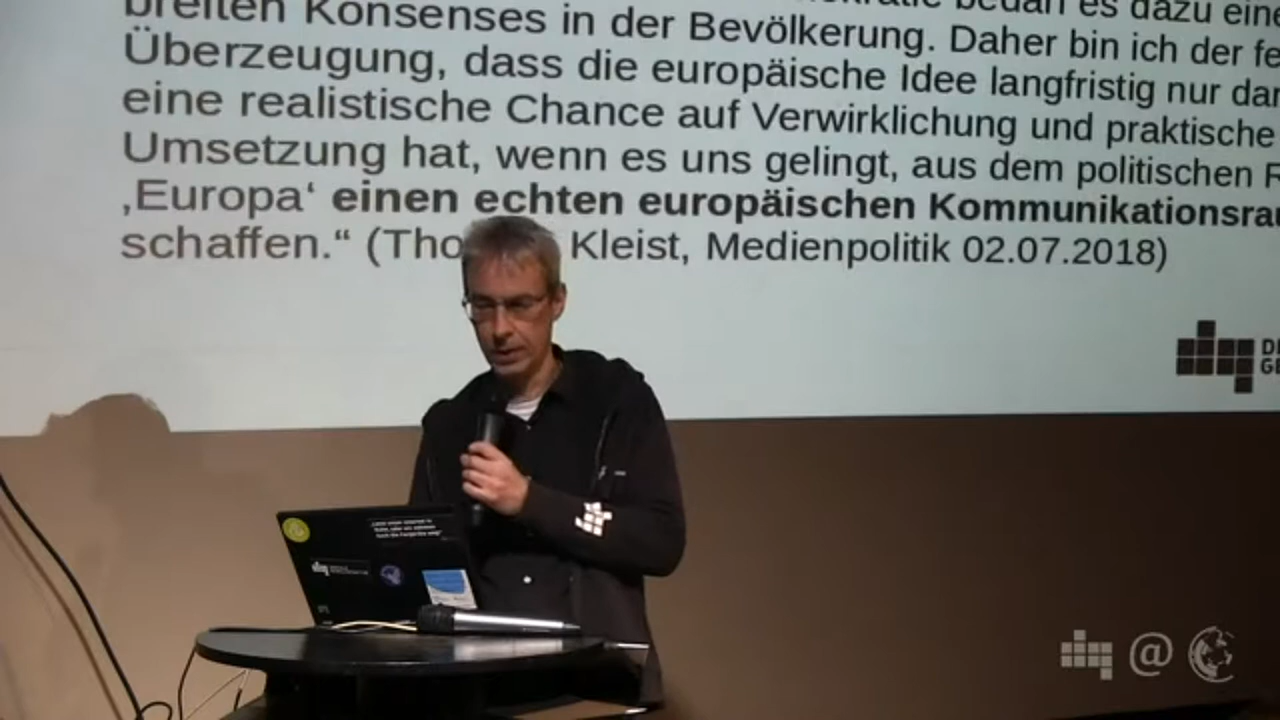 breiten Konsenses in der Bevölkerung. Daher bin ich der fe
Überzeugung, dass die europäische Idee langfristig nur dan
eine realistische Chance auf Verwirklichung und praktische
Umsetzung hat, wenn es uns gelingt, aus dem politischen R
‚Europa‘ einen echten europäischen Kommunikationsra
schaffen.“ (Tho Kleist, Medienpolitik 02.07.2018)
@